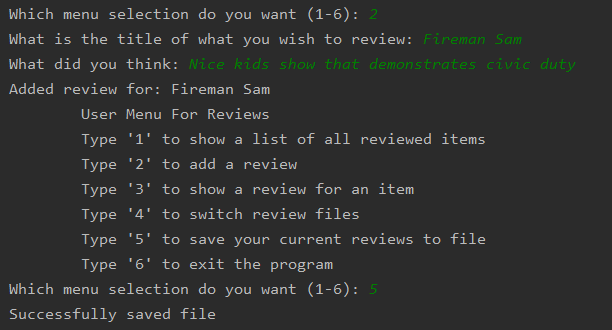 Which menu selection do you want (1-6): 2
What is the title of what you wish to review: Fireman Sam
What did you think: Nice kids show that demonstrates civic duty
Added review for: Fireman Sam
User Menu For Reviews
Type '1' to show a list of all reviewed items
Type '2' to add a review
Type '3' to show a review for an item
Type '4' to switch review files
Type '5' to save your current reviews to file
Type '6' to exit the program
Which menu selection do you want (1-6): 5
Successfully saved file